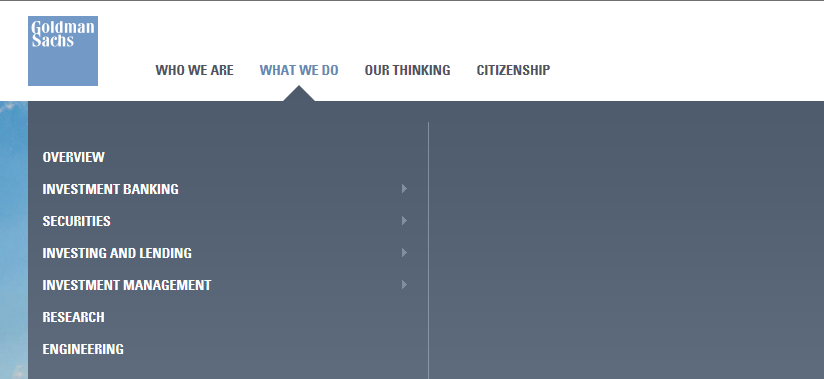 Goldman
Sachs
WHO WE ARE WHAT WE DO OUR THINKING CITIZENSHIP
OVERVIEW
INVESTMENT BANKING
SECURITIES
INVESTING AND LENDING
INVESTMENT MANAGEMENT
RESEARCH
ENGINEERING